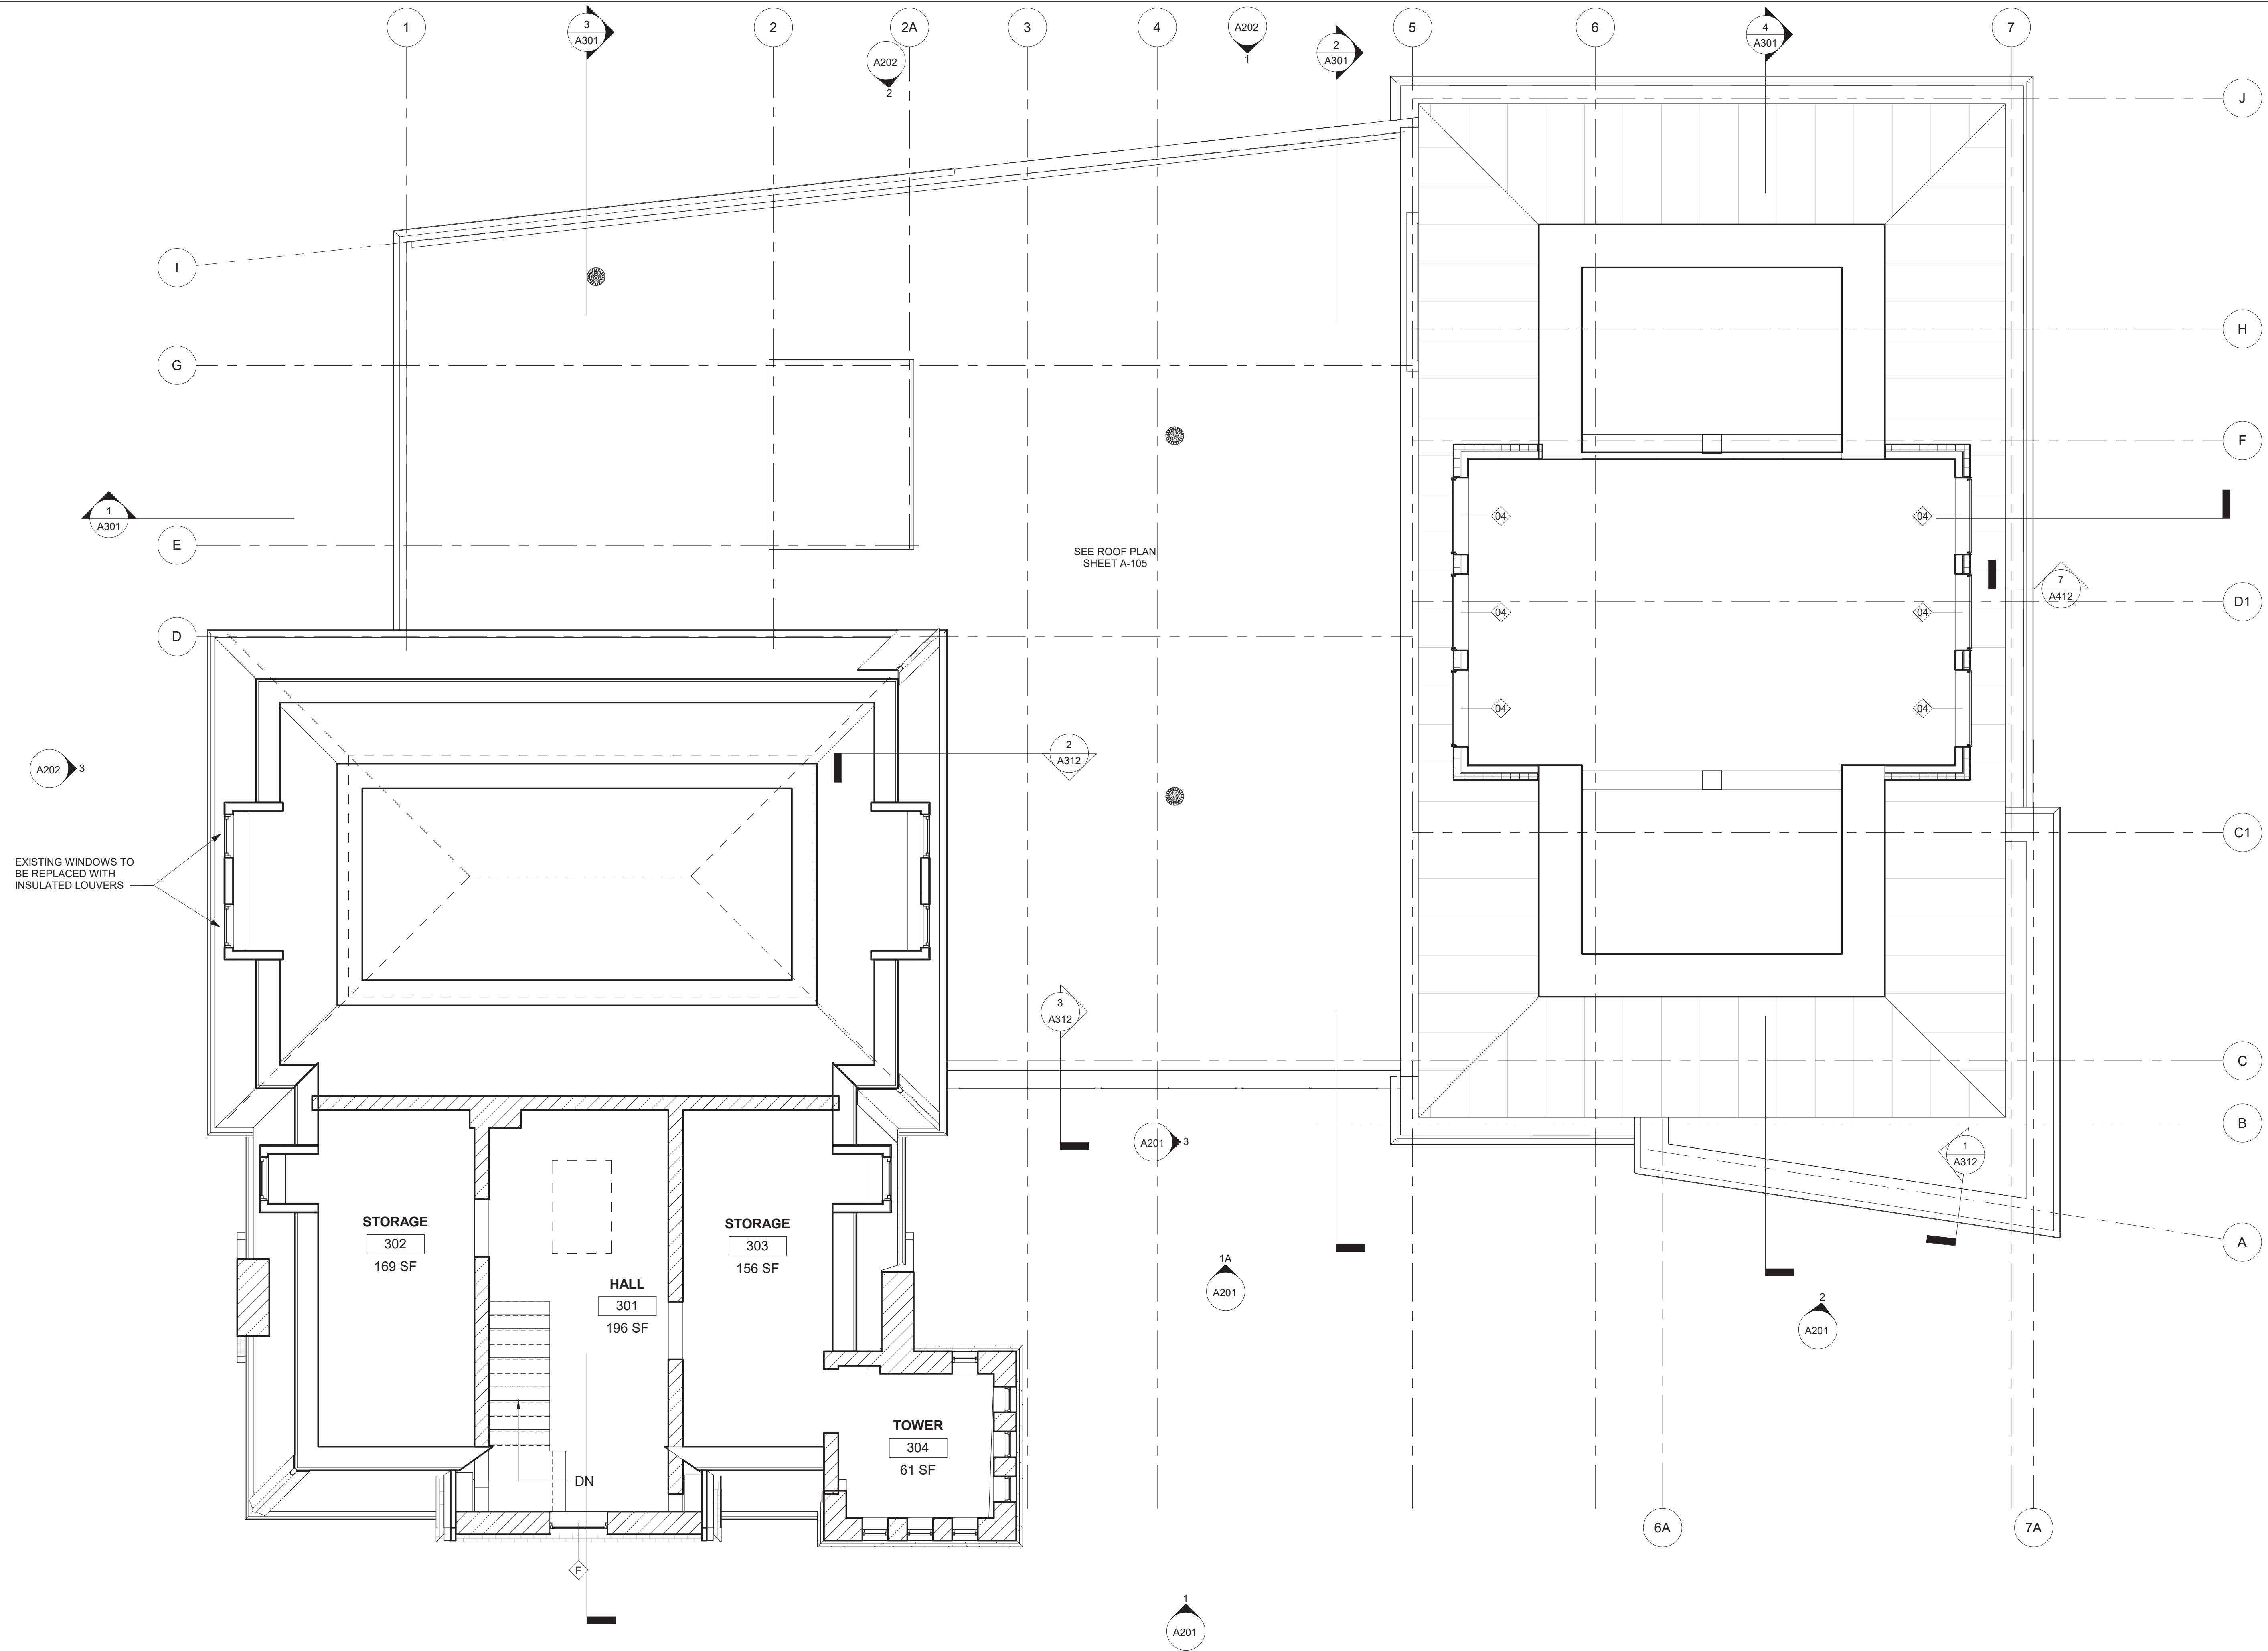 1
3
A301
2
2A
A202
2
3
4
A202
1
2
A301
5
6
4
A301
7
J
I
H
G
F
1
A301
04
04
E
SEE ROOF PLAN
SHEET A-105
7
A412
D1
04
04
D
04
04
A202
3
2
A312
C1
EXISTING WINDOWS TO
BE REPLACED WITH
INSULATED LOUVERS
3
A312
C
B
A201
3
1
A312
STORAGE
302
169 SF
STORAGE
303
156 SF
A
HALL
301
196 SF
1A
A201
2
A201
TOWER
304
61 SF
DN
6A
7A
F
1
A201